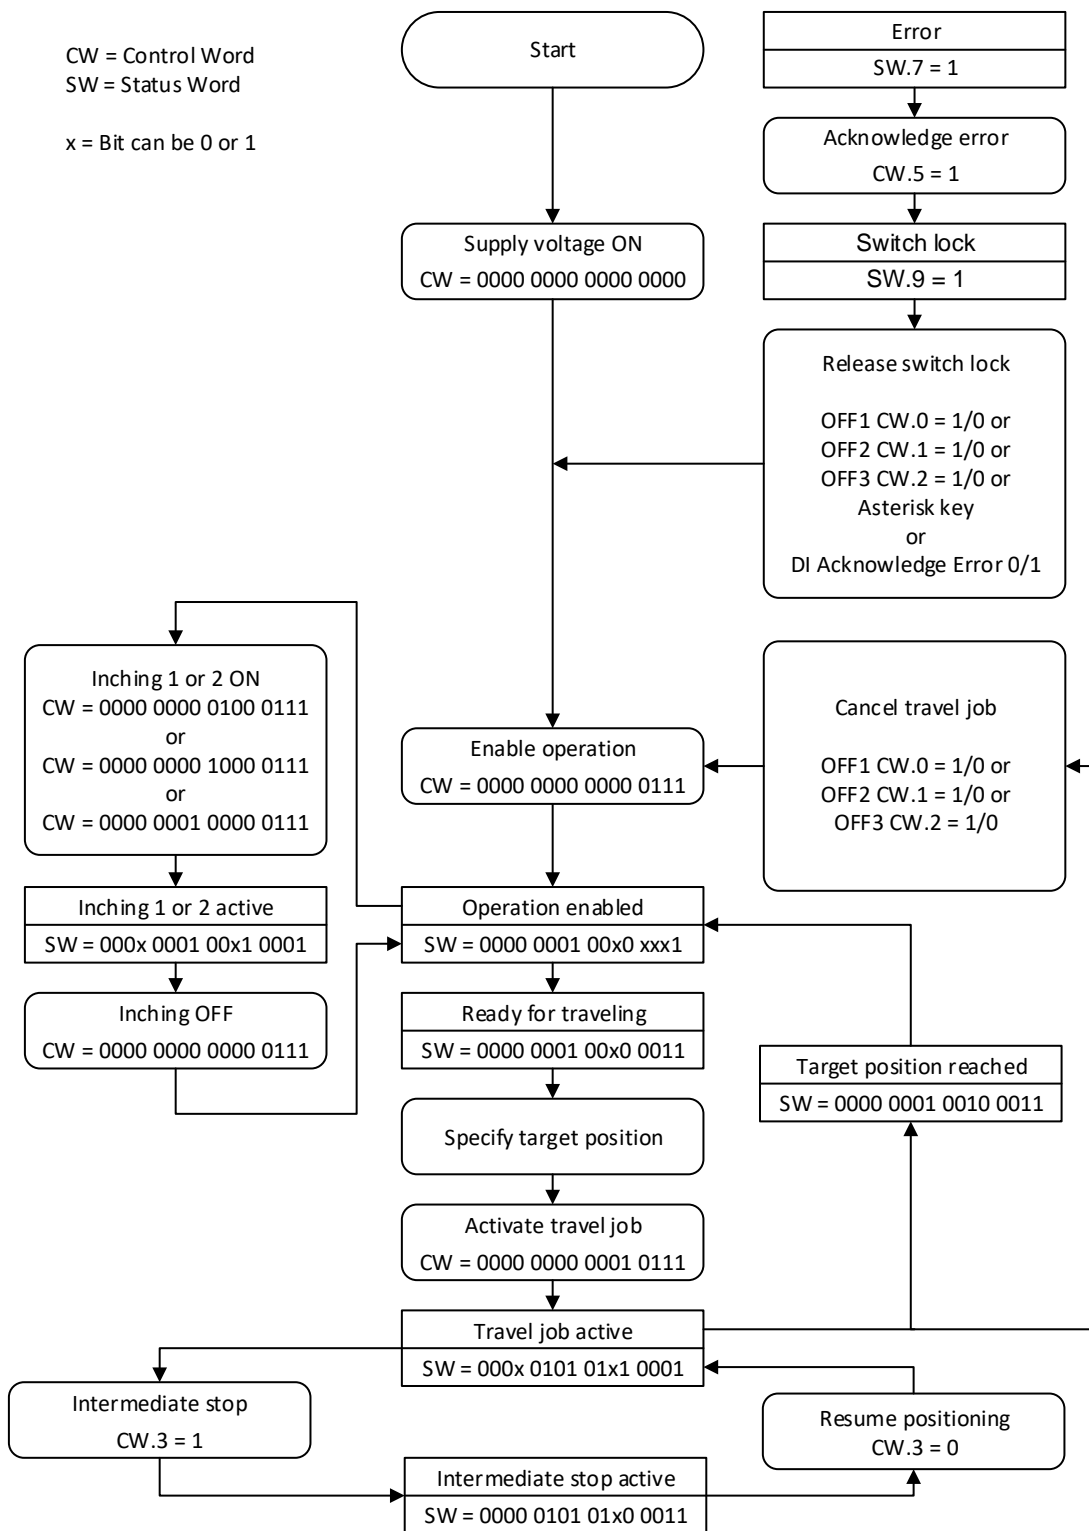 CW = Control Word
SW = Status Word
x = Bit can be 0 or 1
Start
Error
SW.7 = 1
Acknowledge error
CW.5 = 1
Supply voltage ON
CW = 0000 0000 0000 0000
Switch lock
SW.9 = 1
Release switch lock
OFF1 CW.0 = 1/0 or
OFF2 CW.1 = 1/0 or
OFF3 CW.2 = 1/0 or
Asterisk key
or
DI Acknowledge Error 0/1
Inching 1 or 2 ON
CW = 0000 0000 0100 0111
or
CW = 0000 0000 1000 0111
or
CW = 0000 0001 0000 0111
Enable operation
CW = 0000 0000 0000 0111
Cancel travel job
OFF1 CW.0 = 1/0 or
OFF2 CW.1 = 1/0 or
OFF3 CW.2 = 1/0
Inching 1 or 2 active
SW = 000x 0001 00x1 0001
Operation enabled
SW = 0000 0001 00x0 xxx1
Inching OFF
CW = 0000 0000 0000 0111
Ready for traveling
SW = 0000 0001 00x0 0011
Target position reached
SW = 0000 0001 0010 0011
Specify target position
Activate travel job
CW = 0000 0000 0001 0111
Travel job active
SW = 000x 0101 01x1 0001
Intermediate stop
CW.3 = 1
Resume positioning
CW.3 = 0
Intermediate stop active
SW = 0000 0101 01x0 0011